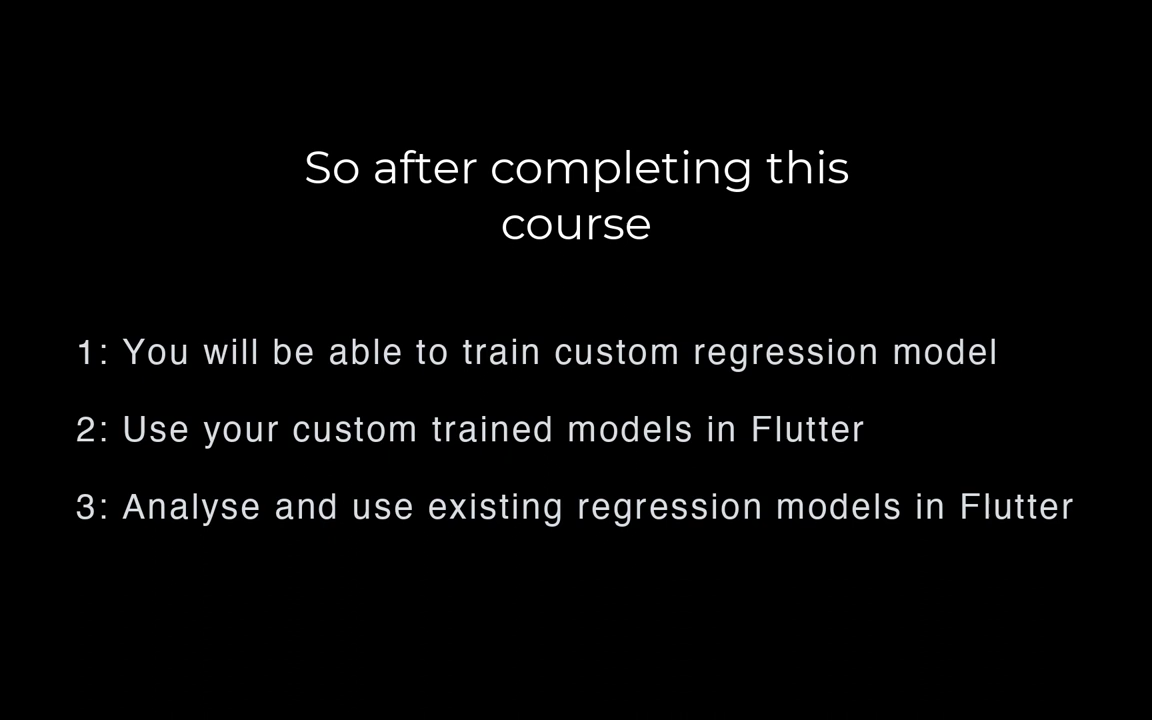 So after completing this
course
1: You will be able to train custom regression model
2: Use your custom trained models in Flutter
3: Analyse and use existing regression models in Flutter